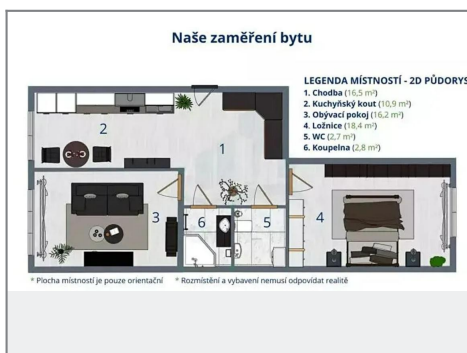 Naše zaměření bytu
LEGENDA MÍSTNOSTÍ - 2D PŮDORYS
1. Chodba (16,5 m²)
2. Kuchyňský kout (10,9 m²)
3. Obývací pokoj (16,2 m²)
4. Ložnice (18,4 m²)
5. WC (2,7 m²)
6. Koupelna (2,8 m²)
2
1
3
6
5
4
* Plocha místností je pouze orientační * Rozmístění a vybavení nemusí odpovídat realitě